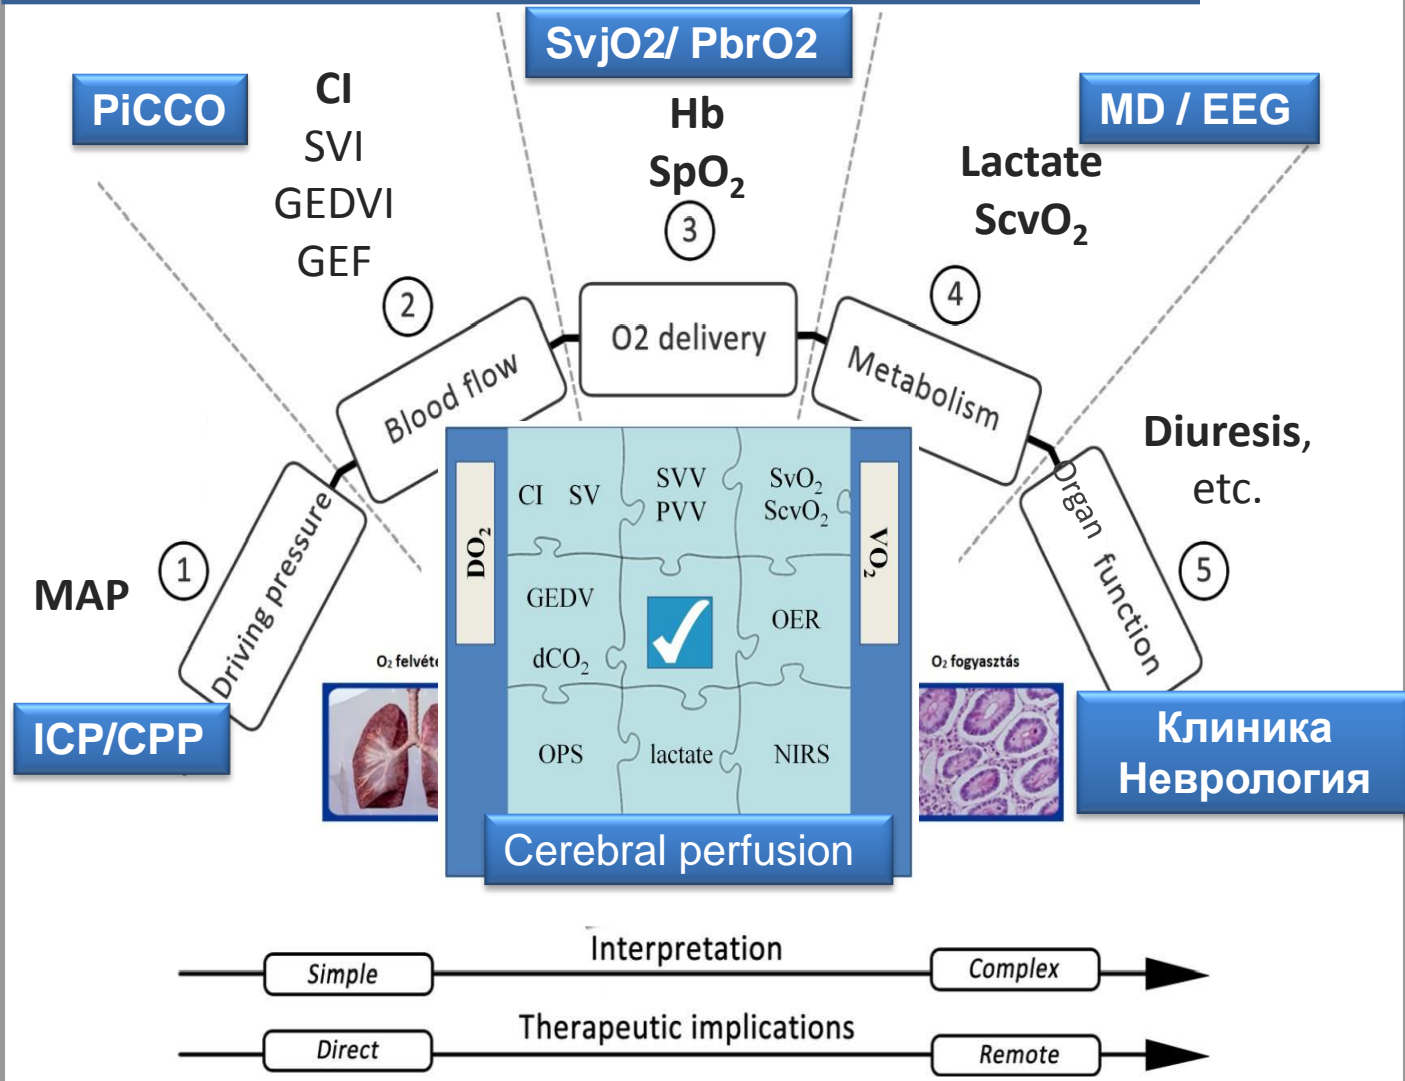 SvjO2/ PbrO2
PiCCO
MD / EEG
CI
SVI
GEDVI
GEF
Hb
SpO₂
Lactate
ScvO₂
3
2
4
O2 delivery
Blood flow
Metabolism
Diuresis,
etc.
1
MAP
Driving pressure
Organ function
5
DO₂
CI SV
SVV
PVV
SvO₂
ScvO₂
VO₂
GEDV
dCO₂
OER
OPS
lactate
NIRS
O₂ felvéte
O₂ fogyasztás
ICP/CPP
Клиника
Неврология
Cerebral perfusion
Interpretation
Simple
Complex
Therapeutic implications
Direct
Remote